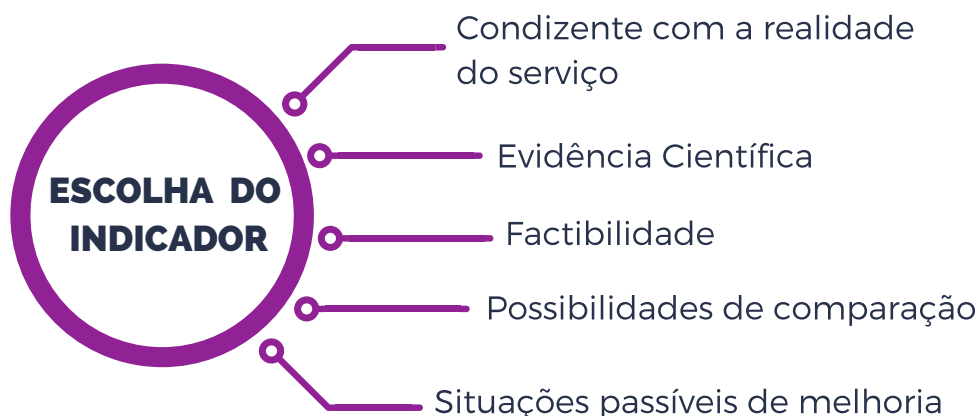 Condizente com a realidade
do serviço
Evidência Científica
ESCOLHA DO
INDICADOR
Factibilidade
Possibilidades de comparação
Situações passíveis de melhoria